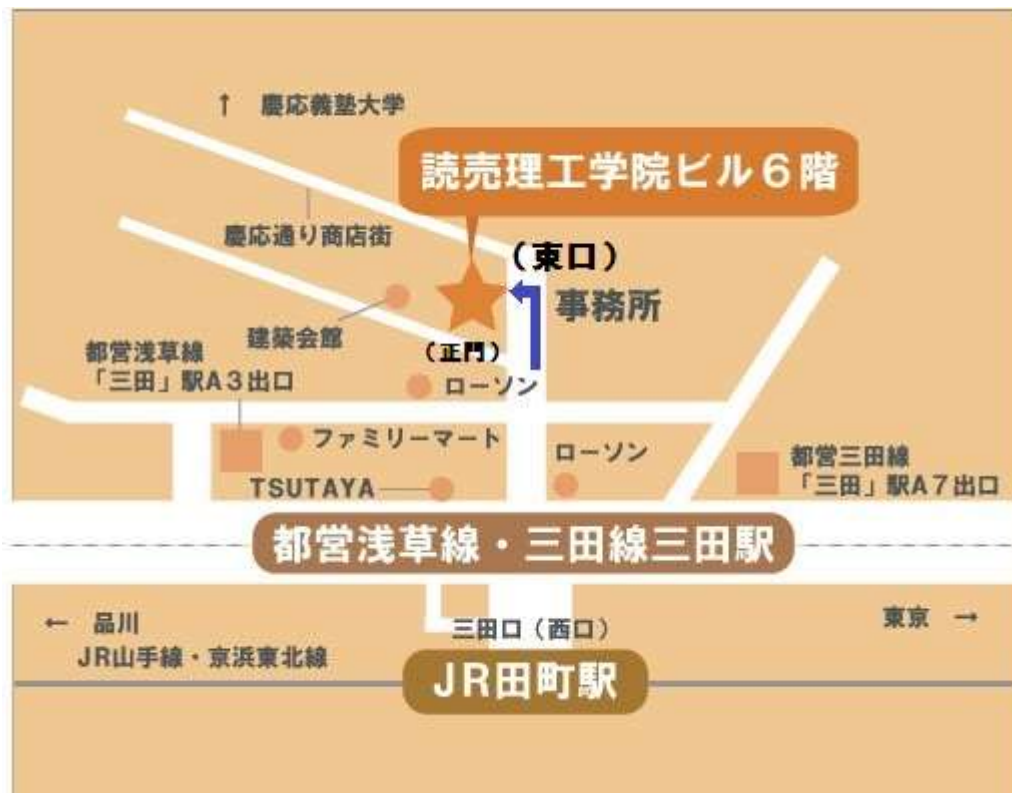 ↑ 慶応義塾大学
読売理工学院ビル6階
慶応通り商店街
（東口）
事務所
建築会館
（正門）
都営浅草線
「三田」駅A3出口
ローソン
ファミリーマート
ローソン
都営三田線
「三田」駅A7出口
TSUTAYA
都営浅草線・三田線三田駅
← 品川
JR山手線・京浜東北線
三田口（西口）
東京 →
JR田町駅